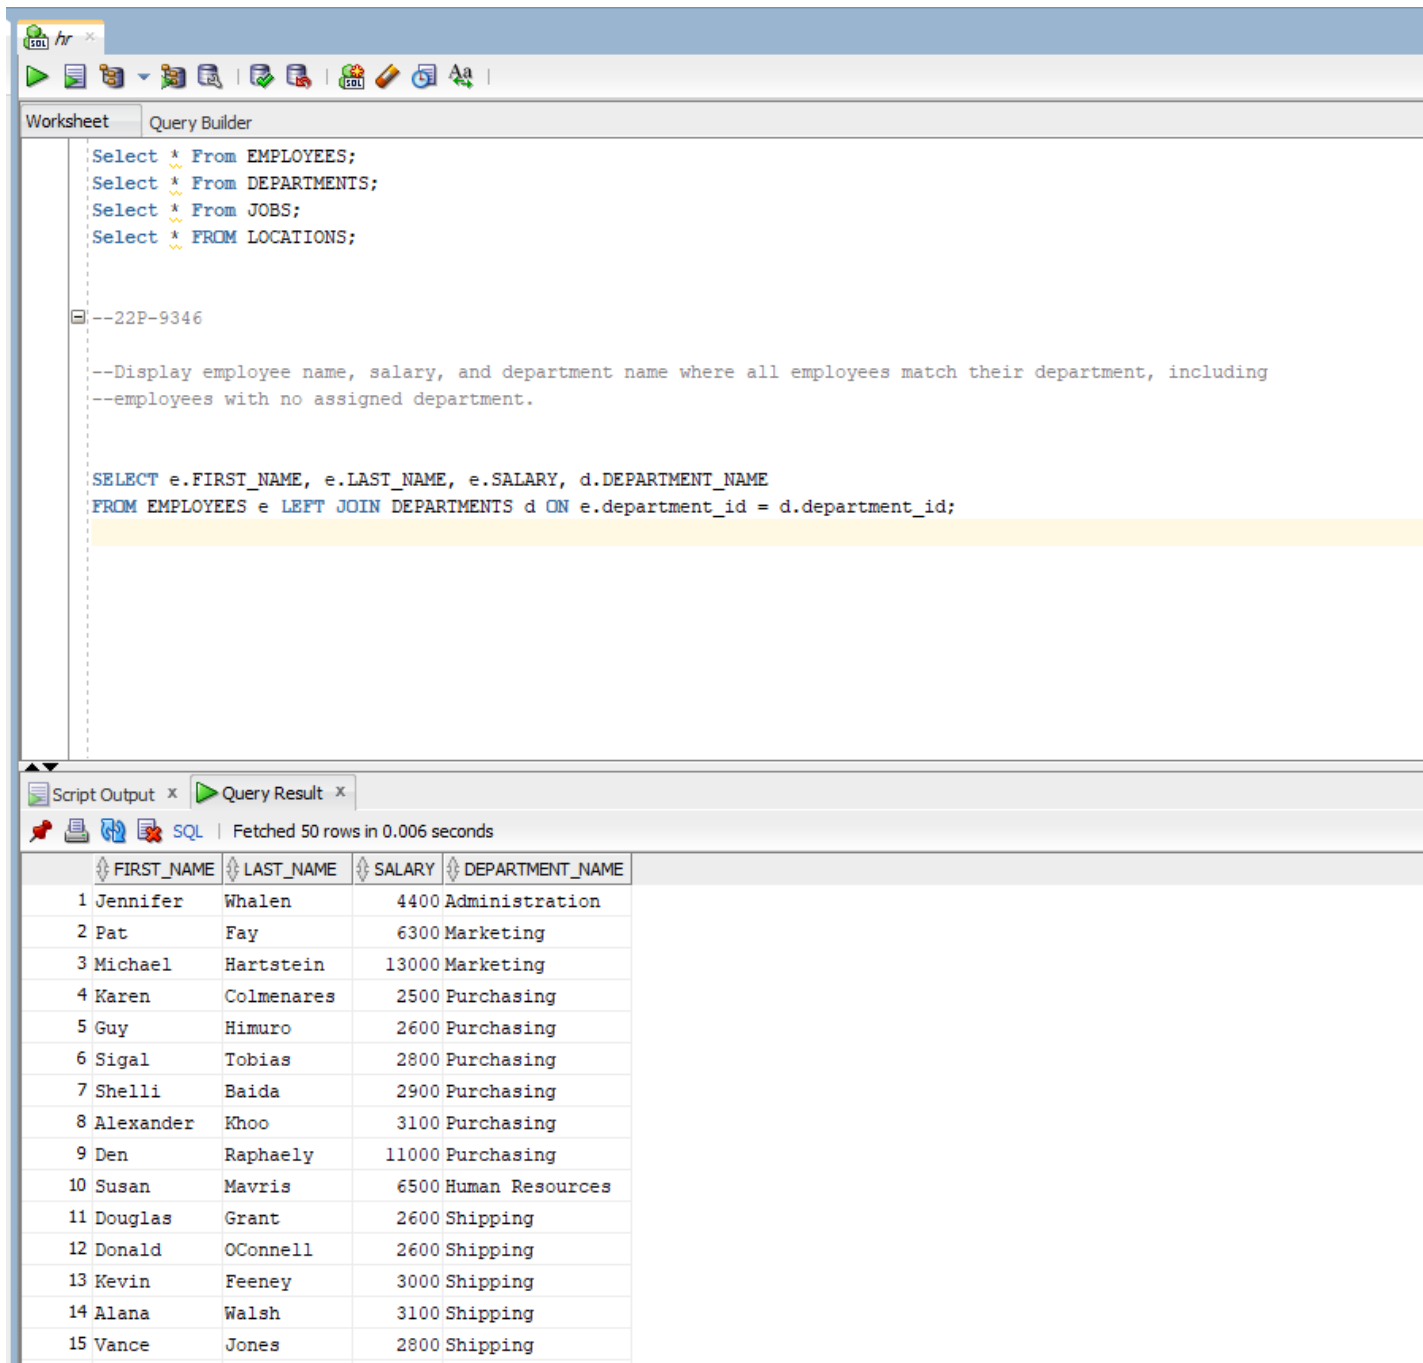 hr
Worksheet Query Builder
Select * From EMPLOYEES;
Select * From DEPARTMENTS;
Select * From JOBS;
Select * FROM LOCATIONS;
--22P-9346
--Display employee name, salary, and department name where all employees match their department, including
--employees with no assigned department.
SELECT e.FIRST_NAME, e.LAST_NAME, e.SALARY, d.DEPARTMENT_NAME
FROM EMPLOYEES e LEFT JOIN DEPARTMENTS d ON e.department_id = d.department_id;
Script Output x Query Result x
SQL | Fetched 50 rows in 0.006 seconds
FIRST_NAME LAST_NAME SALARY DEPARTMENT_NAME
1 Jennifer Whalen 4400 Administration
2 Pat Fay 6300 Marketing
3 Michael Hartstein 13000 Marketing
4 Karen Colmenares 2500 Purchasing
5 Guy Himuro 2600 Purchasing
6 Sigal Tobias 2800 Purchasing
7 Shelli Baida 2900 Purchasing
8 Alexander Khoo 3100 Purchasing
9 Den Raphaely 11000 Purchasing
10 Susan Mavris 6500 Human Resources
11 Douglas Grant 2600 Shipping
12 Donald OConnell 2600 Shipping
13 Kevin Feeney 3000 Shipping
14 Alana Walsh 3100 Shipping
15 Vance Jones 2800 Shipping